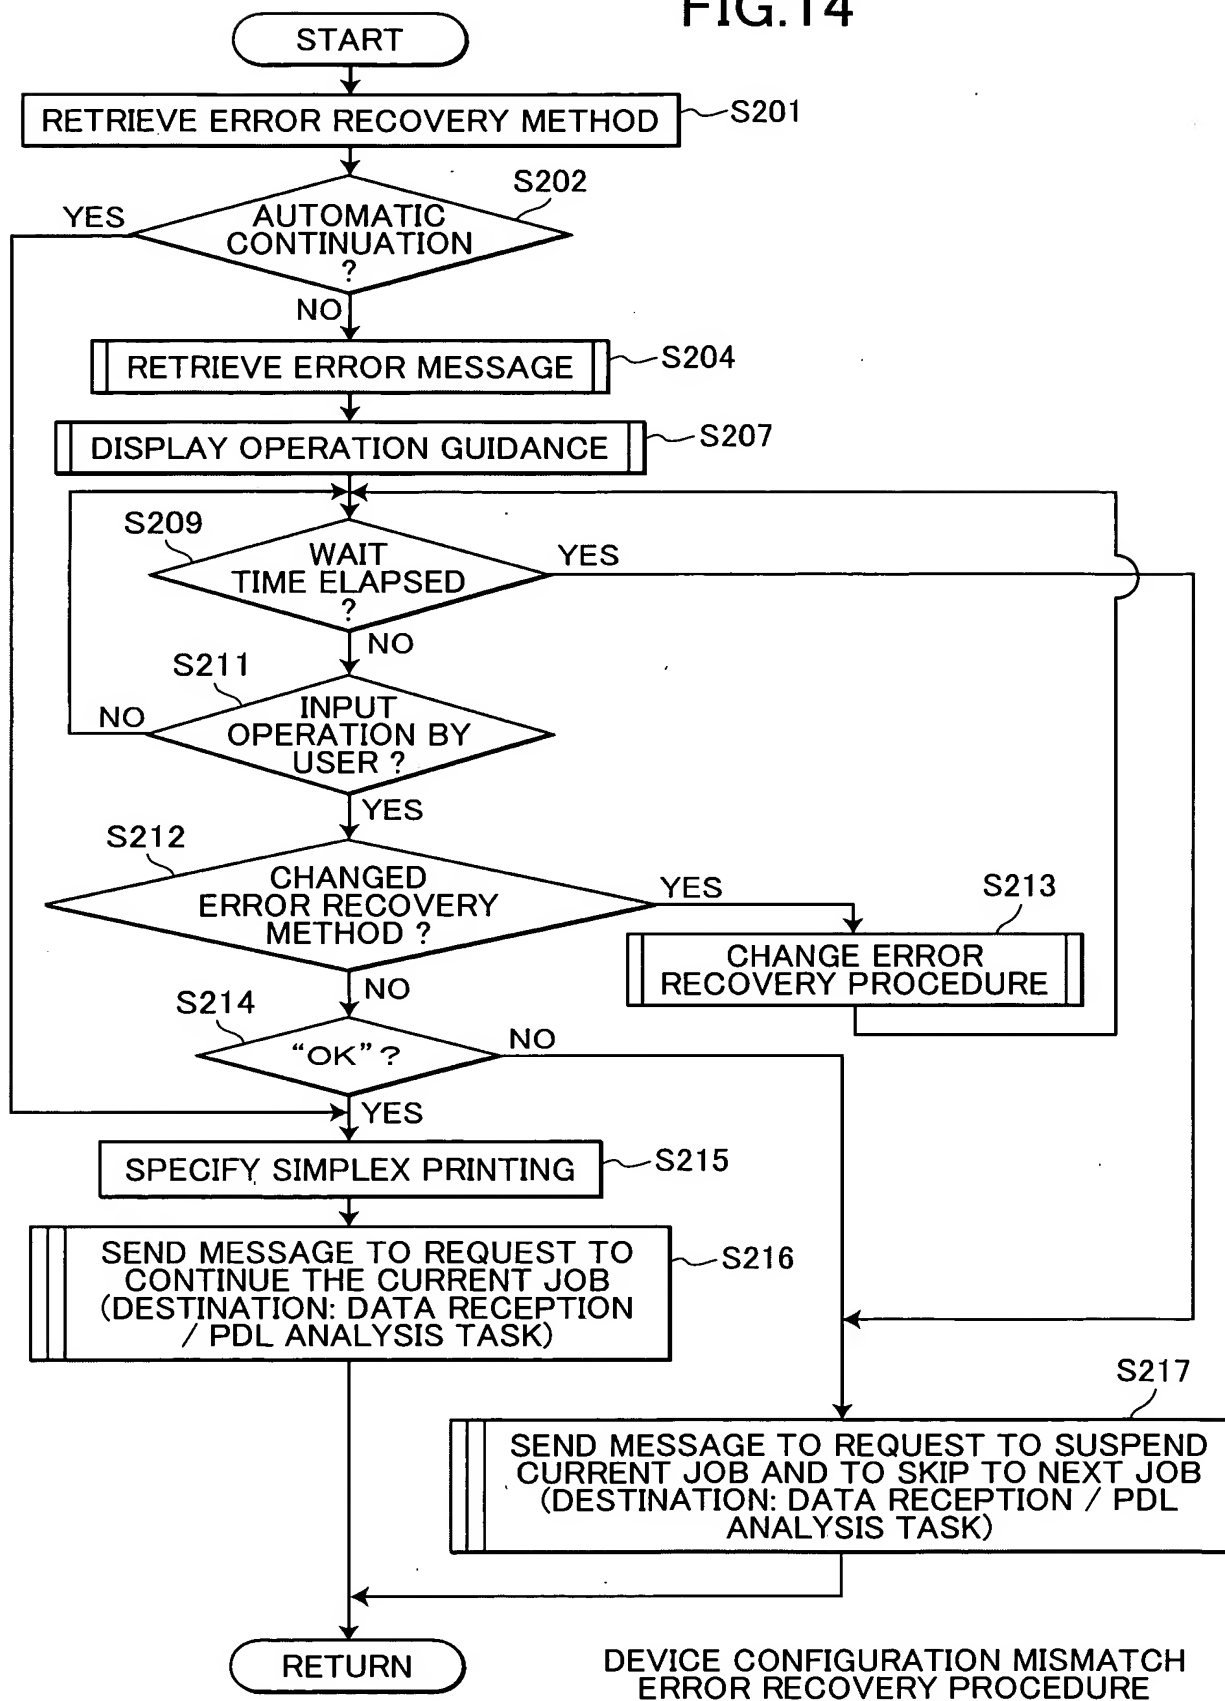 FIG.14
START
RETRIEVE ERROR RECOVERY METHOD
S201
S202
YES
AUTOMATIC
CONTINUATION
?
NO
RETRIEVE ERROR MESSAGE
S204
DISPLAY OPERATION GUIDANCE
S207
S209
WAIT
TIME ELAPSED
?
YES
NO
S211
INPUT
OPERATION BY
USER ?
NO
YES
S212
CHANGED
ERROR RECOVERY
METHOD ?
YES
S213
CHANGE ERROR
RECOVERY PROCEDURE
NO
S214
“OK” ?
NO
YES
SPECIFY SIMPLEX PRINTING
S215
SEND MESSAGE TO REQUEST TO
CONTINUE THE CURRENT JOB
(DESTINATION: DATA RECEPTION
/ PDL ANALYSIS TASK)
S216
S217
SEND MESSAGE TO REQUEST TO SUSPEND
CURRENT JOB AND TO SKIP TO NEXT JOB
(DESTINATION: DATA RECEPTION / PDL
ANALYSIS TASK)
RETURN
DEVICE CONFIGURATION MISMATCH
ERROR RECOVERY PROCEDURE